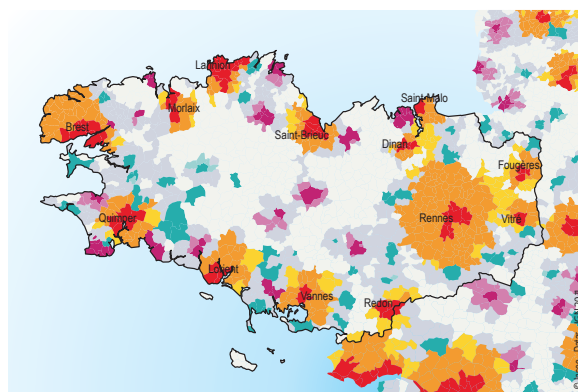 Lannion
Saint-Malo
Morlaix
Brest
Saint-Brieuc
Dinan
Fougères
Quimper
Rennes
Vitré
Lorient
Vannes
Redon